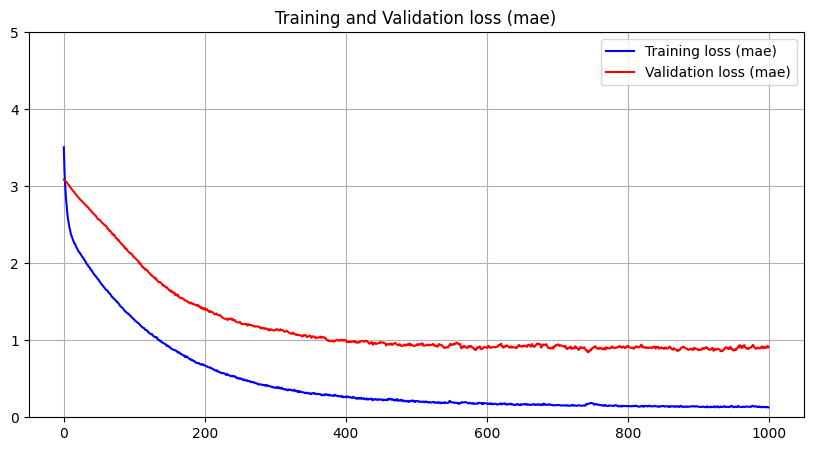 Training and Validation loss (mae)
Training loss (mae)
Validation loss (mae)
5
4
3
2
1
0
0 200 400 600 800 1000